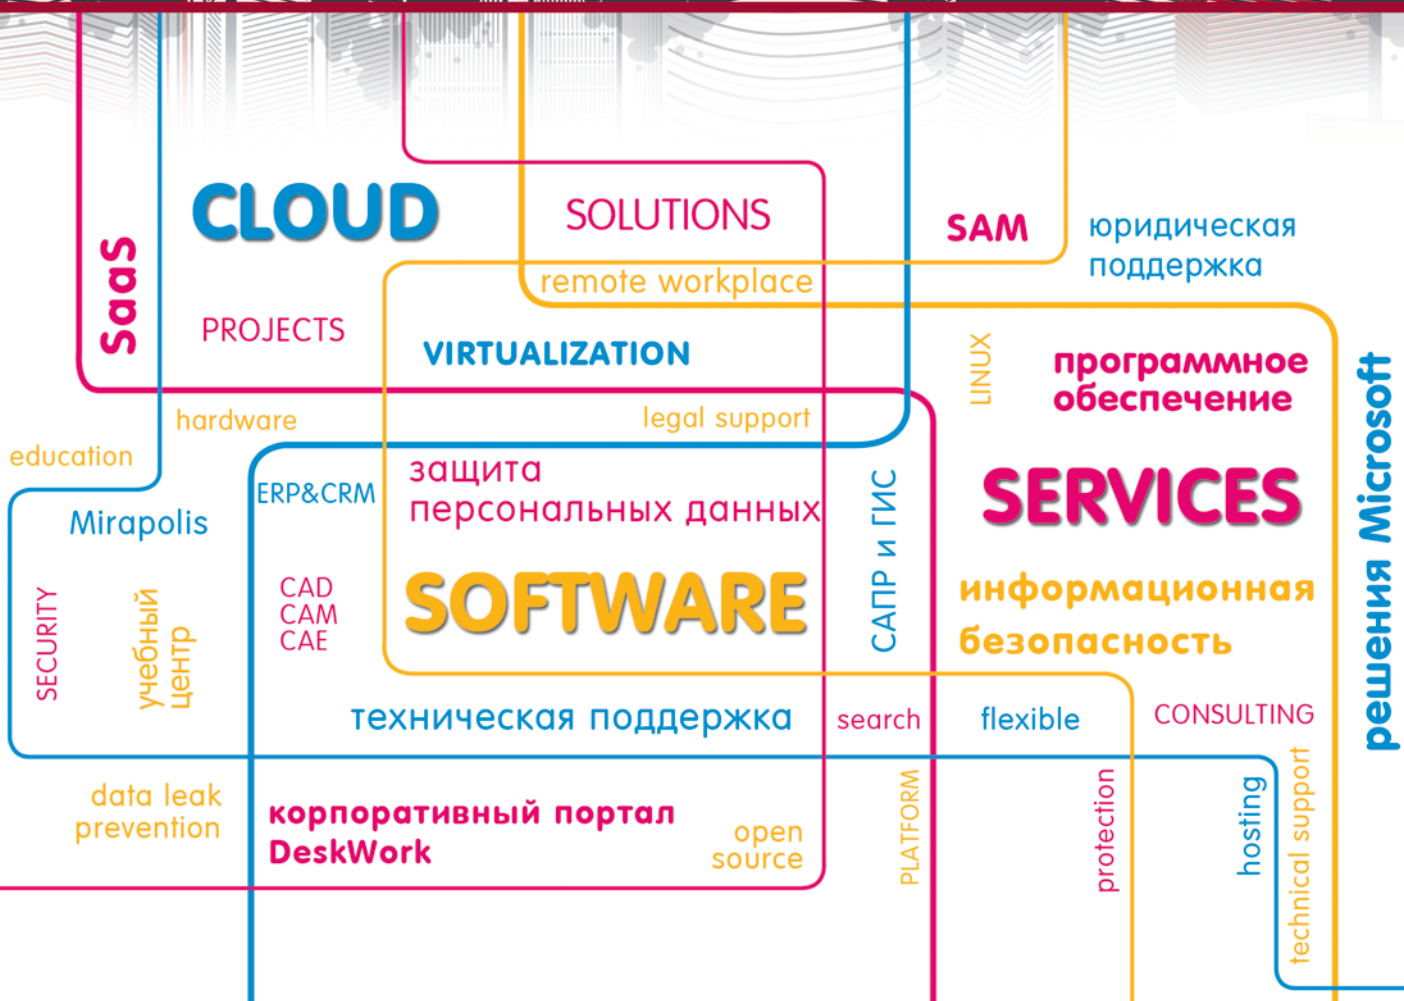 CLOUD
SOLUTIONS
SAM
юридическая
поддержка
SaaS
remote workplace
PROJECTS
VIRTUALIZATION
LINUX
программное
обеспечение
решения Microsoft
hardware
legal support
education
ERP&CRM
защита
персональных данных
САПР и ГИС
SERVICES
Mirapolis
SECURITY
учебный
центр
CAD
CAM
CAE
SOFTWARE
информационная
безопасность
техническая поддержка
search
flexible
CONSULTING
data leak
prevention
корпоративный портал
DeskWork
open
source
PLATFORM
protection
hosting
technical support